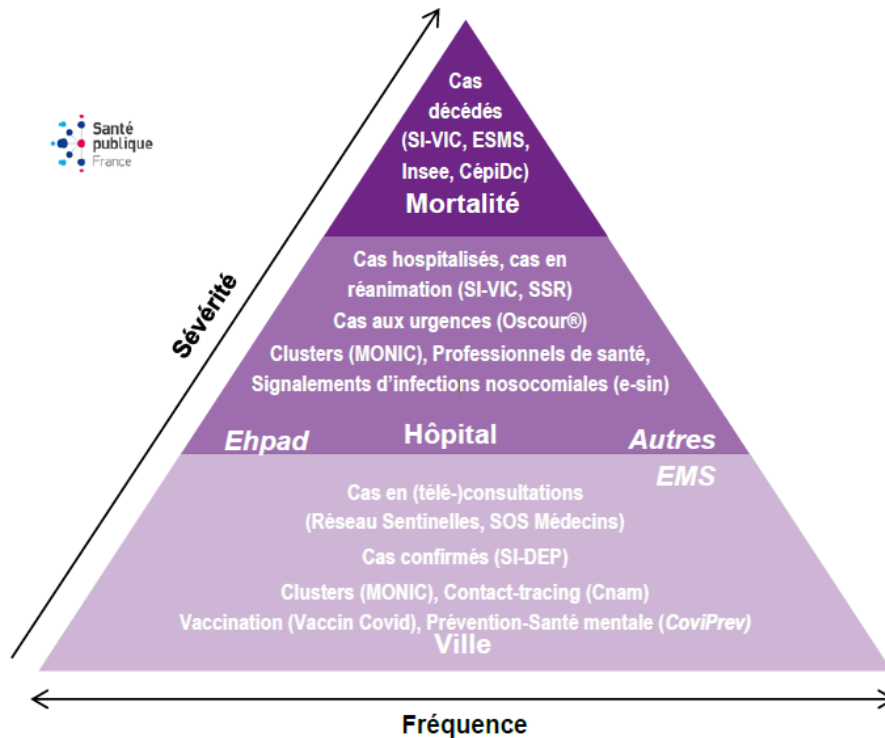 Santé
publique
France
Sévérité
Cas
décédés
(SI-VIC, ESMS,
Insee, CépiDc)
Mortalité
Cas hospitalisés, cas en
réanimation (SI-VIC, SSR)
Cas aux urgences (Oscour®)
Clusters (MONIC), Professionnels de santé,
Signalements d'infections nosocomiales (e-sin)
Ehpad
Hôpital
Autres
EMS
Cas en (télé-)consultations
(Réseau Sentinelles, SOS Médecins)
Cas confirmés (SI-DEP)
Clusters (MONIC), Contact-tracing (Cnam)
Vaccination (Vaccin Covid), Prévention-Santé mentale (CoviPrev)
Ville
Fréquence